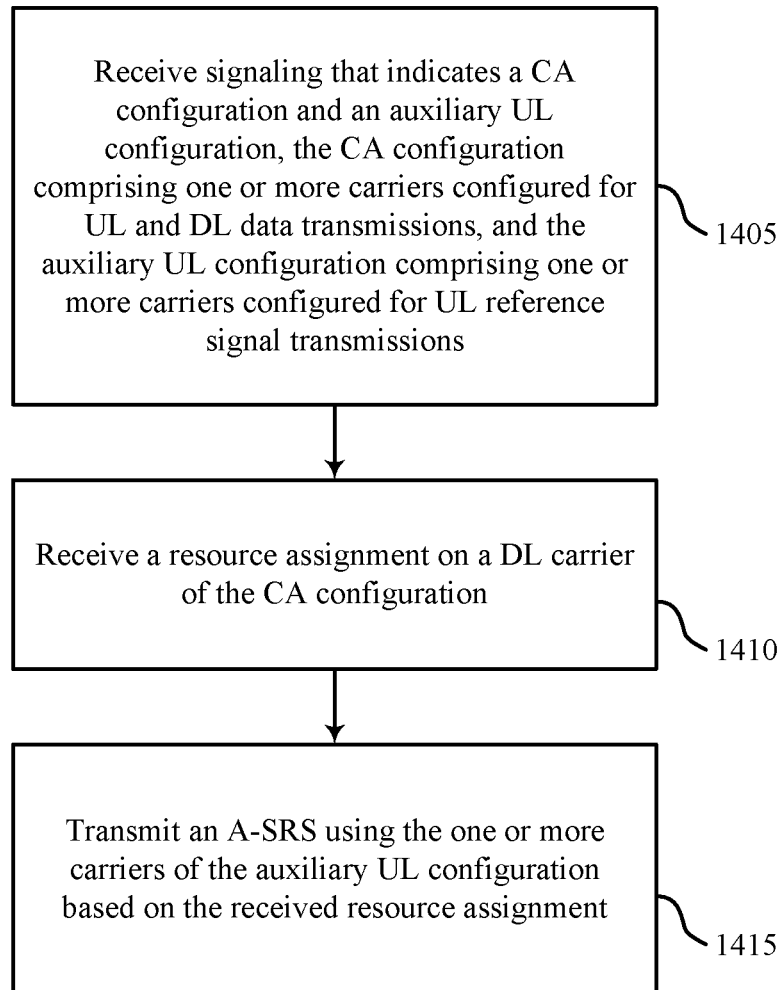 Receive signaling that indicates a CA
configuration and an auxiliary UL
configuration, the CA configuration
comprising one or more carriers configured for
UL and DL data transmissions, and the
auxiliary UL configuration comprising one or
more carriers configured for UL reference
signal transmissions
1405
Receive a resource assignment on a DL carrier
of the CA configuration
1410
Transmit an A-SRS using the one or more
carriers of the auxiliary UL configuration
based on the received resource assignment
1415